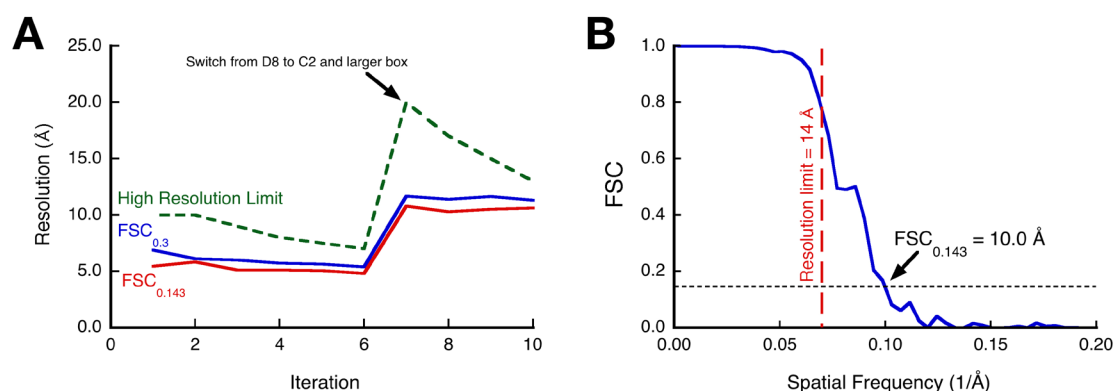 A
25.0
20.0
15.0
10.0
5.0
0.0
Resolution (Å)
Switch from D8 to C2 and larger box
High Resolution Limit
FSC0.3
FSC0.143
0
2
4
6
8
10
Iteration
B
1.0
0.8
0.6
0.4
0.2
0.0
FSC
Resolution limit = 14 Å
FSC0.143 = 10.0 Å
0.00
0.05
0.10
0.15
0.20
Spatial Frequency (1/Å)